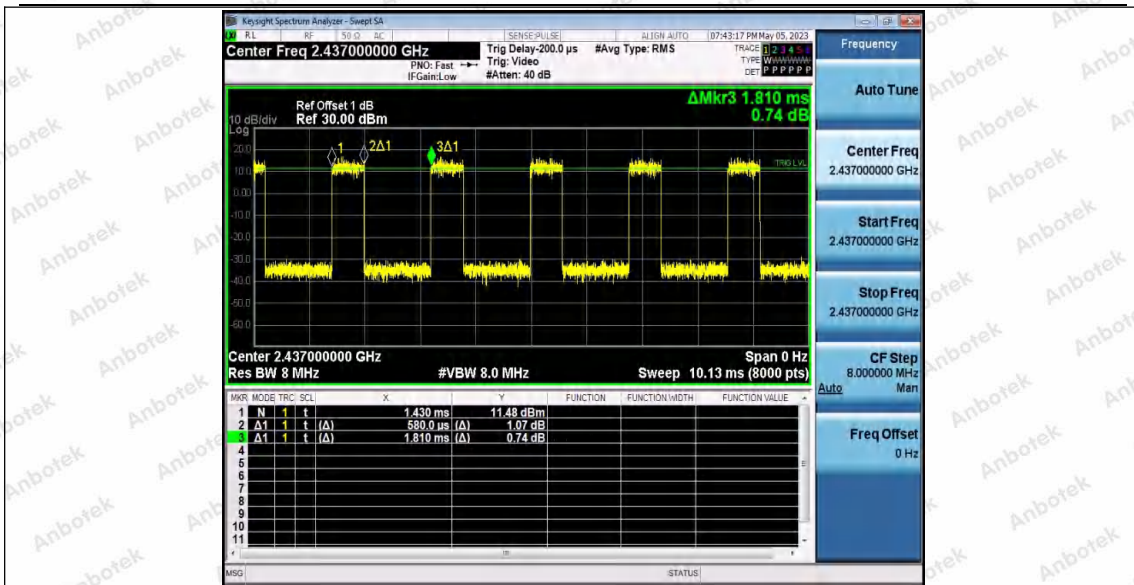 Keysight Spectrum Analyzer - Swept SA
RL RF 50 Ω AC SENSE:PULSE ALIGN AUTO 07:43:17 PM May 05, 2023
Center Freq 2.437000000 GHz
PNO: Fast
IFGain:Low
Trig Delay-200.0 µs
Trig: Video
#Atten: 40 dB
#Avg Type: RMS
TRACE 1 2 3 4 5 6
TYPE W
DET P P P P P P
Frequency
Auto Tune
Center Freq
2.437000000 GHz
Start Freq
2.437000000 GHz
Stop Freq
2.437000000 GHz
CF Step
8.000000 MHz
Auto Man
Freq Offset
0 Hz
ΔMkr3 1.810 ms
0.74 dB
Ref Offset 1 dB
10 dB/div Ref 30.00 dBm
Log
20.0
10.0
0.00
-10.0
-20.0
-30.0
-40.0
-50.0
-60.0
1 2Δ1 3Δ1
TRIG LVL
Center 2.437000000 GHz Span 0 Hz
Res BW 8 MHz #VBW 8.0 MHz Sweep 10.13 ms (8000 pts)
MKR MODE TRC SCL X Y FUNCTION FUNCTION WIDTH FUNCTION VALUE
1 N 1 t 1.430 ms 11.48 dBm
2 Δ1 1 t (Δ) 580.0 µs (Δ) 1.07 dB
3 Δ1 1 t (Δ) 1.810 ms (Δ) 0.74 dB
4
5
6
7
8
9
10
11
MSG STATUS
Anbotek